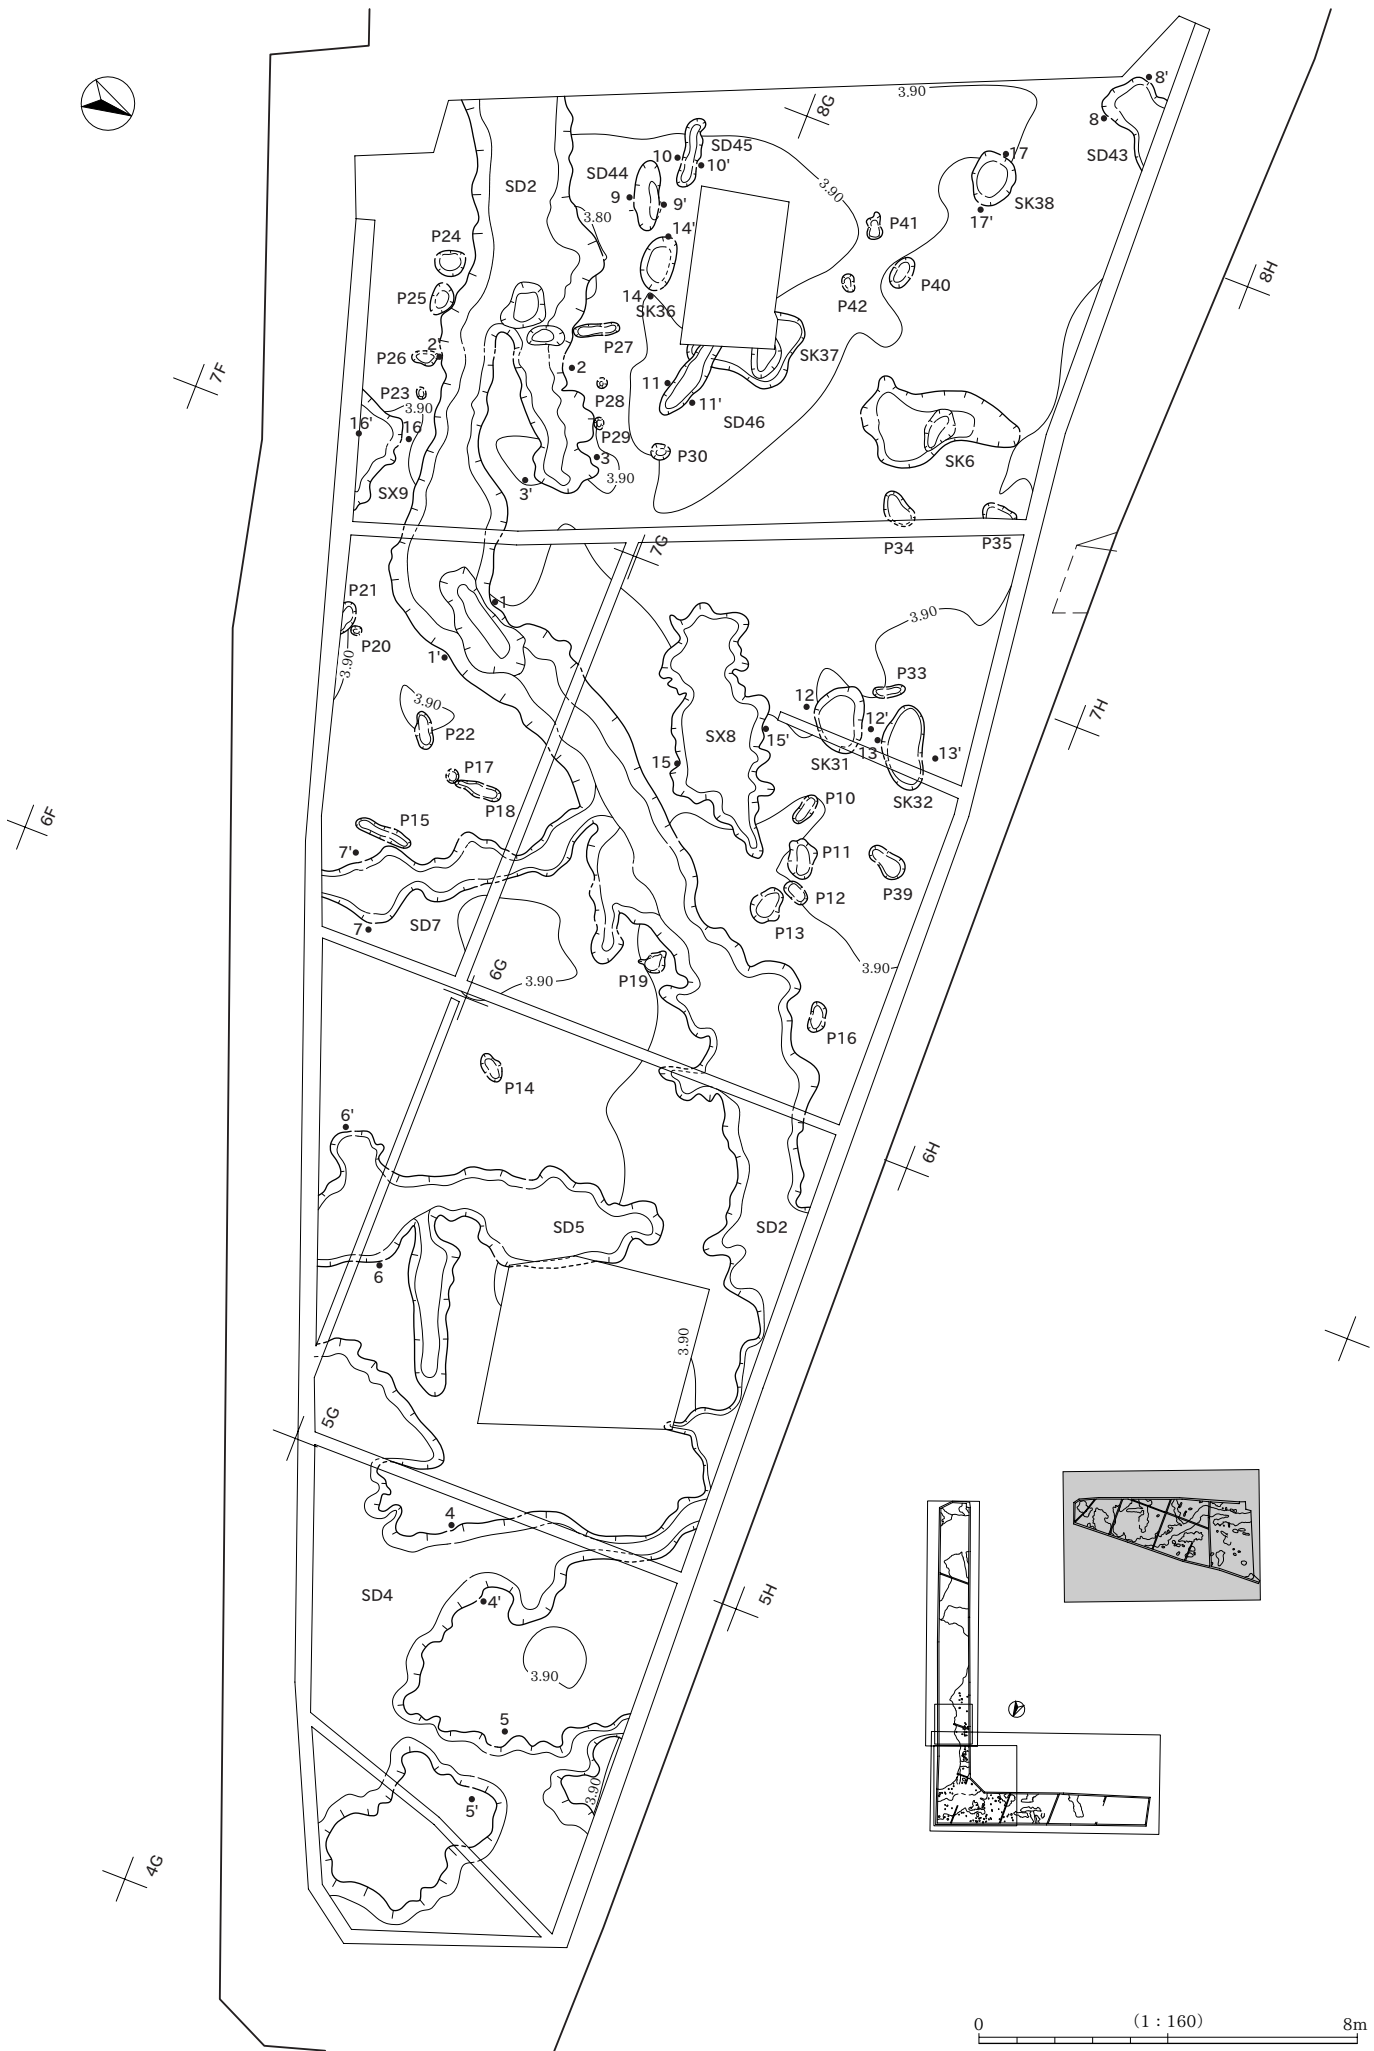 8'
3.90
8G
8
SD45
10
10'
SD43
17
SD44
SD2
3.90
9
9'
SK38
3.80
17'
P41
P24
14'
8H
P25
P42
P40
14
SK36
P26
2'
P27
SK37
7F
2
11
P23
P28
11'
3.90
SD46
16'
16
P29
P30
3
SK6
3'
3.90
SX9
P34
P35
7G
P21
1
3.90
P20
1'
3.90
P33
3.90
12
7H
P22
12'
SX8
15'
13
13'
15
SK31
P17
SK32
P18
P10
6F
P15
7'
P11
P39
P12
SD7
7
P13
6G
3.90
P19
3.90
P16
P14
6'
6H
SD5
SD2
6
3.90
5G
4
SD4
4'
5H
3.90
5
3.90
5'
4G
0
(1：160)
8m